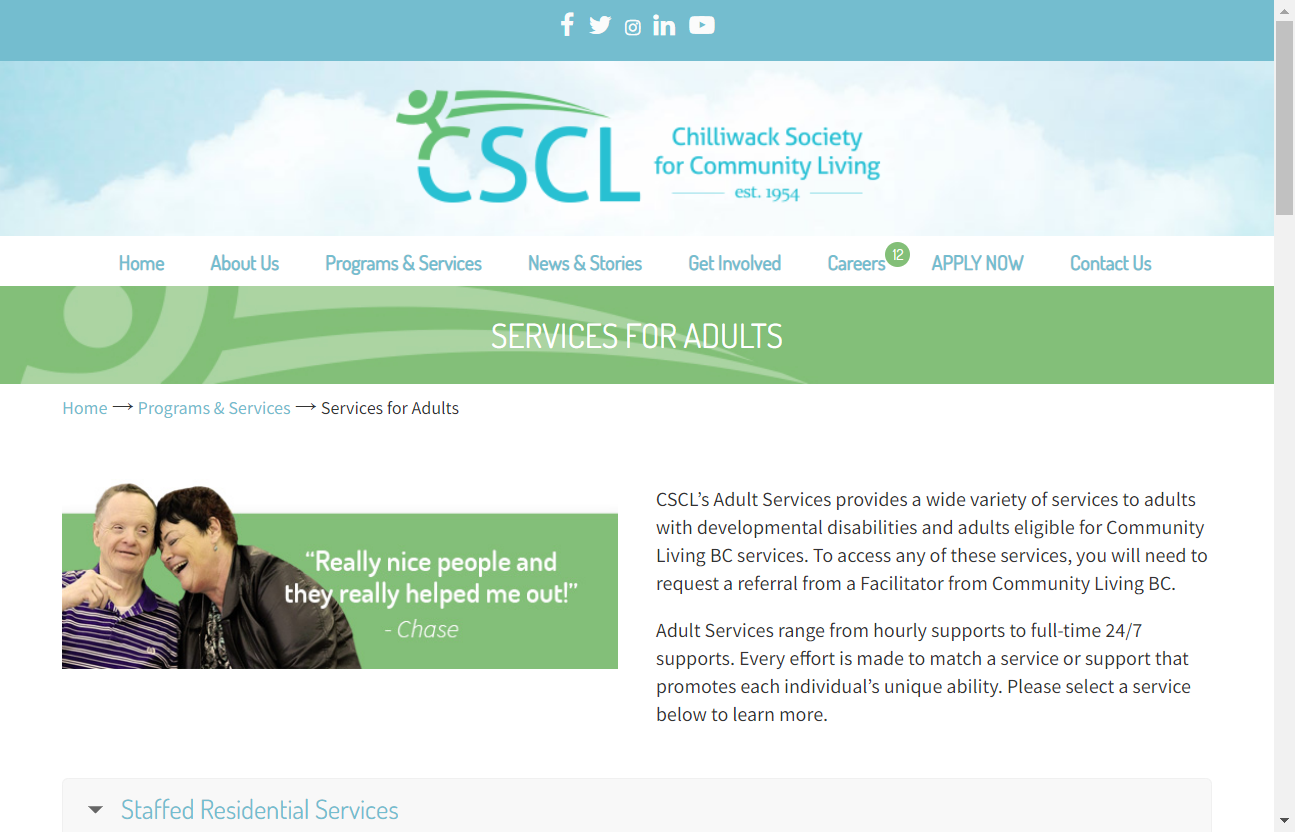 CSCL
Chilliwack Society
for Community Living
est. 1954
Home About Us Programs & Services News & Stories Get Involved Careers 12 APPLY NOW Contact Us
SERVICES FOR ADULTS
Home → Programs & Services → Services for Adults
“Really nice people and
they really helped me out!”
- Chase
CSCL’s Adult Services provides a wide variety of services to adults
with developmental disabilities and adults eligible for Community
Living BC services. To access any of these services, you will need to
request a referral from a Facilitator from Community Living BC.
Adult Services range from hourly supports to full-time 24/7
supports. Every effort is made to match a service or support that
promotes each individual’s unique ability. Please select a service
below to learn more.
Staffed Residential Services